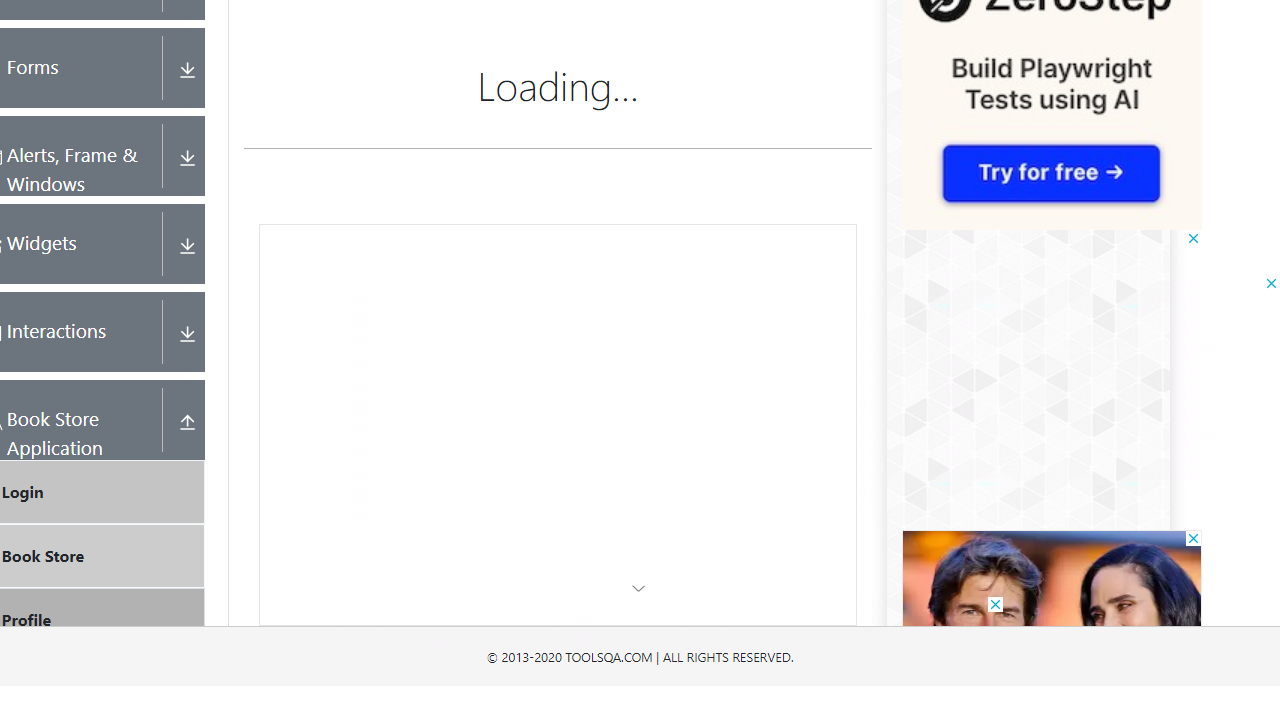 Forms
Alerts, Frame &
Windows
Widgets
Interactions
Book Store
Application
Login
Book Store
Profile
Loading...
ZeroStep
Build Playwright
Tests using AI
Try for free →
© 2013-2020 TOOLSQA.COM | ALL RIGHTS RESERVED.